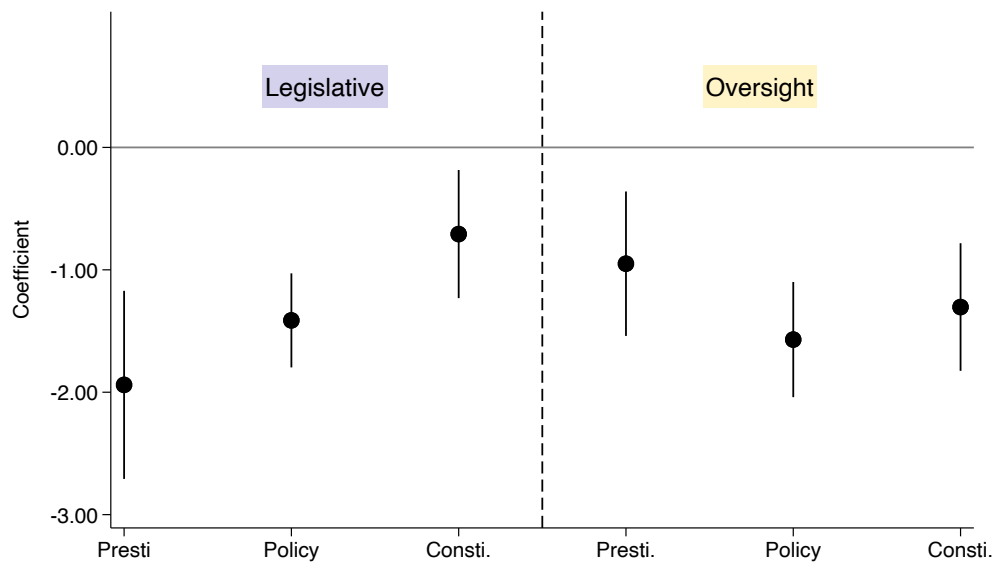 Legislative
Oversight
Coefficient
0.00
-1.00
-2.00
-3.00
Presti
Policy
Consti.
Presti.
Policy
Consti.